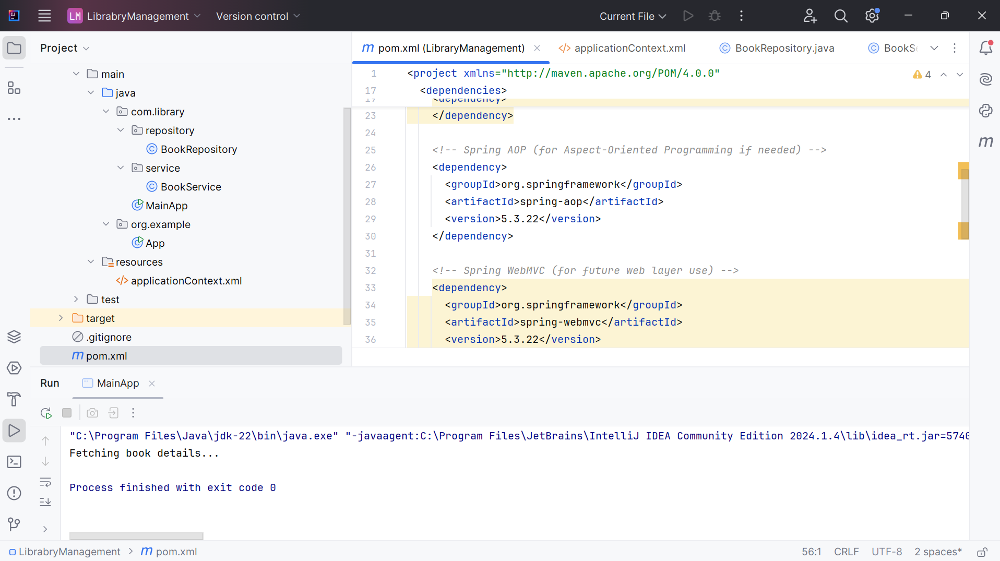 LM LibrabryManagement Version control Current File
Project
main
java
com.library
repository
BookRepository
service
BookService
MainApp
org.example
App
resources
applicationContext.xml
test
target
.gitignore
pom.xml
pom.xml (LibraryManagement) applicationContext.xml BookRepository.java BookSe
4
1 <project xmlns="http://maven.apache.org/POM/4.0.0"
17 <dependencies>
19 <dependency>
23 </dependency>
24
25 <!-- Spring AOP (for Aspect-Oriented Programming if needed) -->
26 <dependency>
27 <groupId>org.springframework</groupId>
28 <artifactId>spring-aop</artifactId>
29 <version>5.3.22</version>
30 </dependency>
31
32 <!-- Spring WebMVC (for future web layer use) -->
33 <dependency>
34 <groupId>org.springframework</groupId>
35 <artifactId>spring-webmvc</artifactId>
36 <version>5.3.22</version>
Run MainApp
"C:\Program Files\Java\jdk-22\bin\java.exe" "-javaagent:C:\Program Files\JetBrains\IntelliJ IDEA Community Edition 2024.1.4\lib\idea_rt.jar=5740
Fetching book details...
Process finished with exit code 0
LibrabryManagement > pom.xml 56:1 CRLF UTF-8 2 spaces*